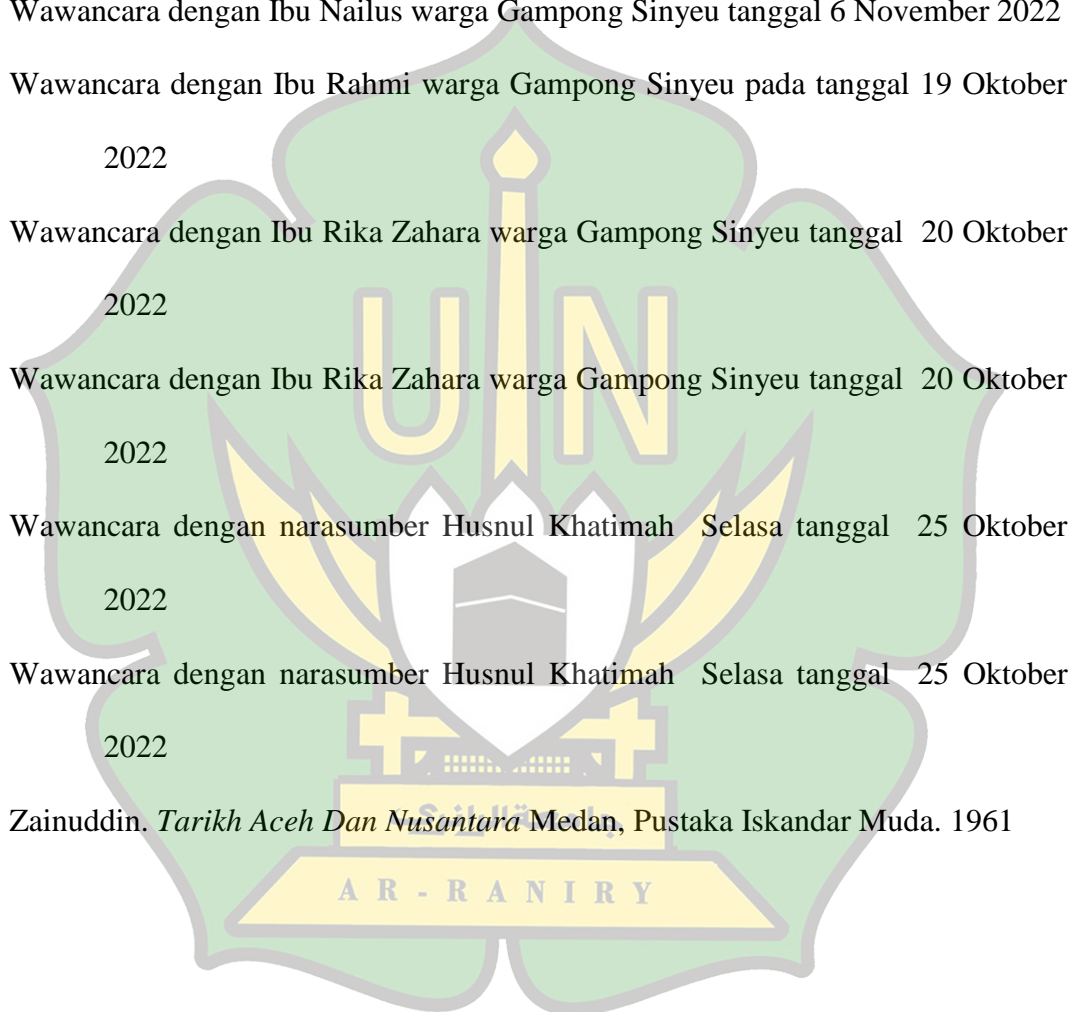 Wawancara dengan Ibu Nailus warga Gampong Sinyeu tanggal 6 November 2022
Wawancara dengan Ibu Rahmi warga Gampong Sinyeu pada tanggal 19 Oktober
2022
Wawancara dengan Ibu Rika Zahara warga Gampong Sinyeu tanggal 20 Oktober
2022
Wawancara dengan Ibu Rika Zahara warga Gampong Sinyeu tanggal 20 Oktober
2022
Wawancara dengan narasumber Husnul Khatimah Selasa tanggal 25 Oktober
2022
Wawancara dengan narasumber Husnul Khatimah Selasa tanggal 25 Oktober
2022
Zainuddin. Tarikh Aceh Dan Nusantara Medan, Pustaka Iskandar Muda. 1961
UIN
جامعة الرانري
AR-RANIRY